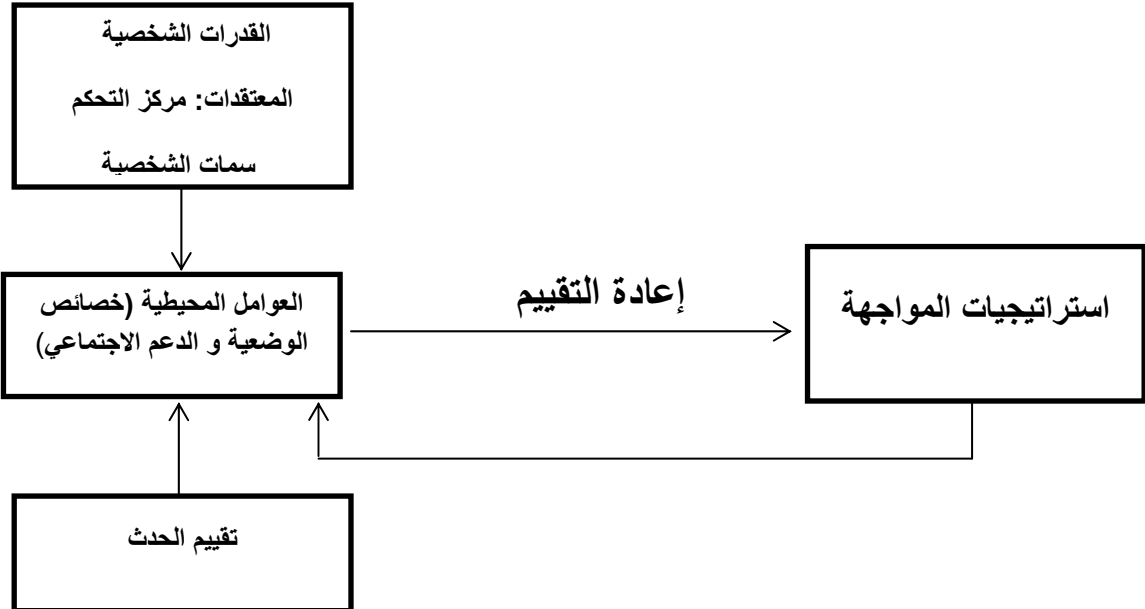 القدرات الشخصية
المعتقدات: مركز التحكم
سمات الشخصية
العوامل المحيطية (خصائص
الوضعية و الدعم الاجتماعي)
إعادة التقييم
استراتيجيات المواجهة
تقييم الحدث